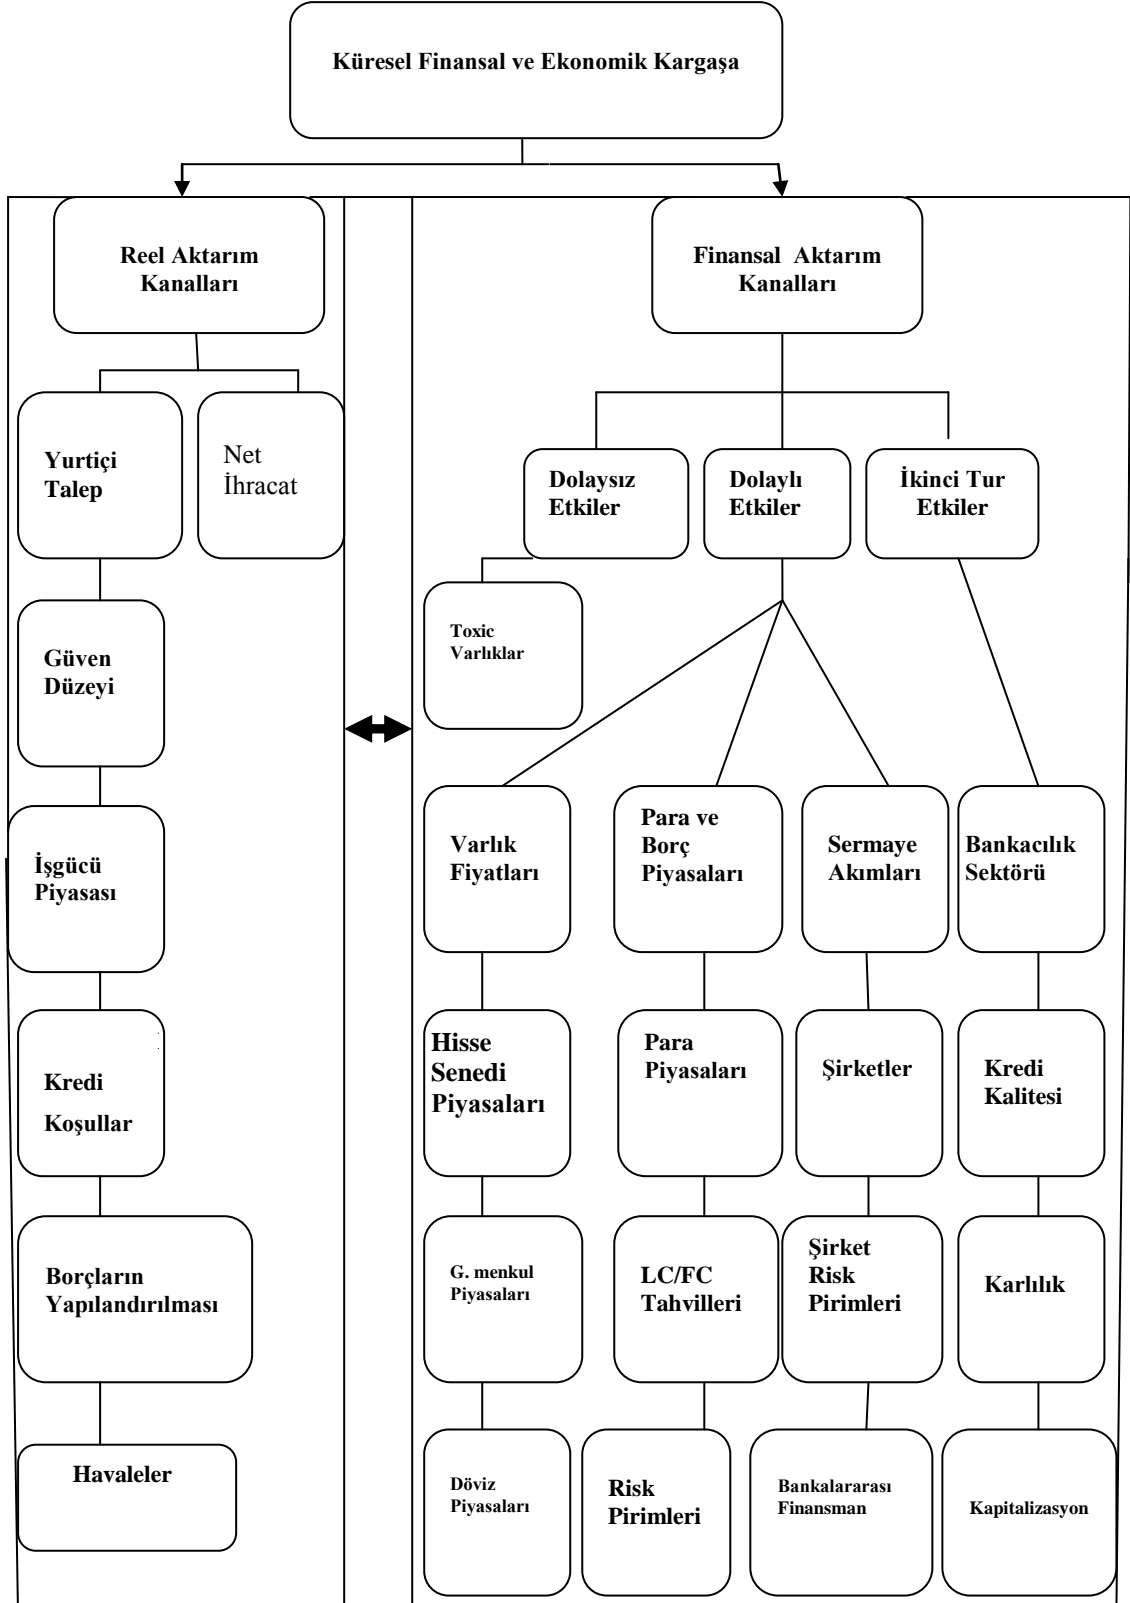 Küresel Finansal ve Ekonomik Kargaşa
Reel Aktarım
Kanalları
Finansal Aktarım
Kanalları
Yurtiçi
Talep
Net
İhracat
Dolaysız
Etkiler
Dolaylı
Etkiler
İkinci Tur
Etkiler
Toxic
Varlıklar
Güven
Düzeyi
İşgücü
Piyasası
Varlık
Fiyatları
Para ve
Borç
Piyasaları
Sermaye
Akımları
Bankacılık
Sektörü
Kredi
Koşullar
Hisse
Senedi
Piyasaları
Para
Piyasaları
Şirketler
Kredi
Kalitesi
Borçların
Yapılandırılması
G. menkul
Piyasaları
LC/FC
Tahvilleri
Şirket
Risk
Pirimleri
Karlılık
Havaleler
Döviz
Piyasaları
Risk
Pirimleri
Bankalararası
Finansman
Kapitalizasyon